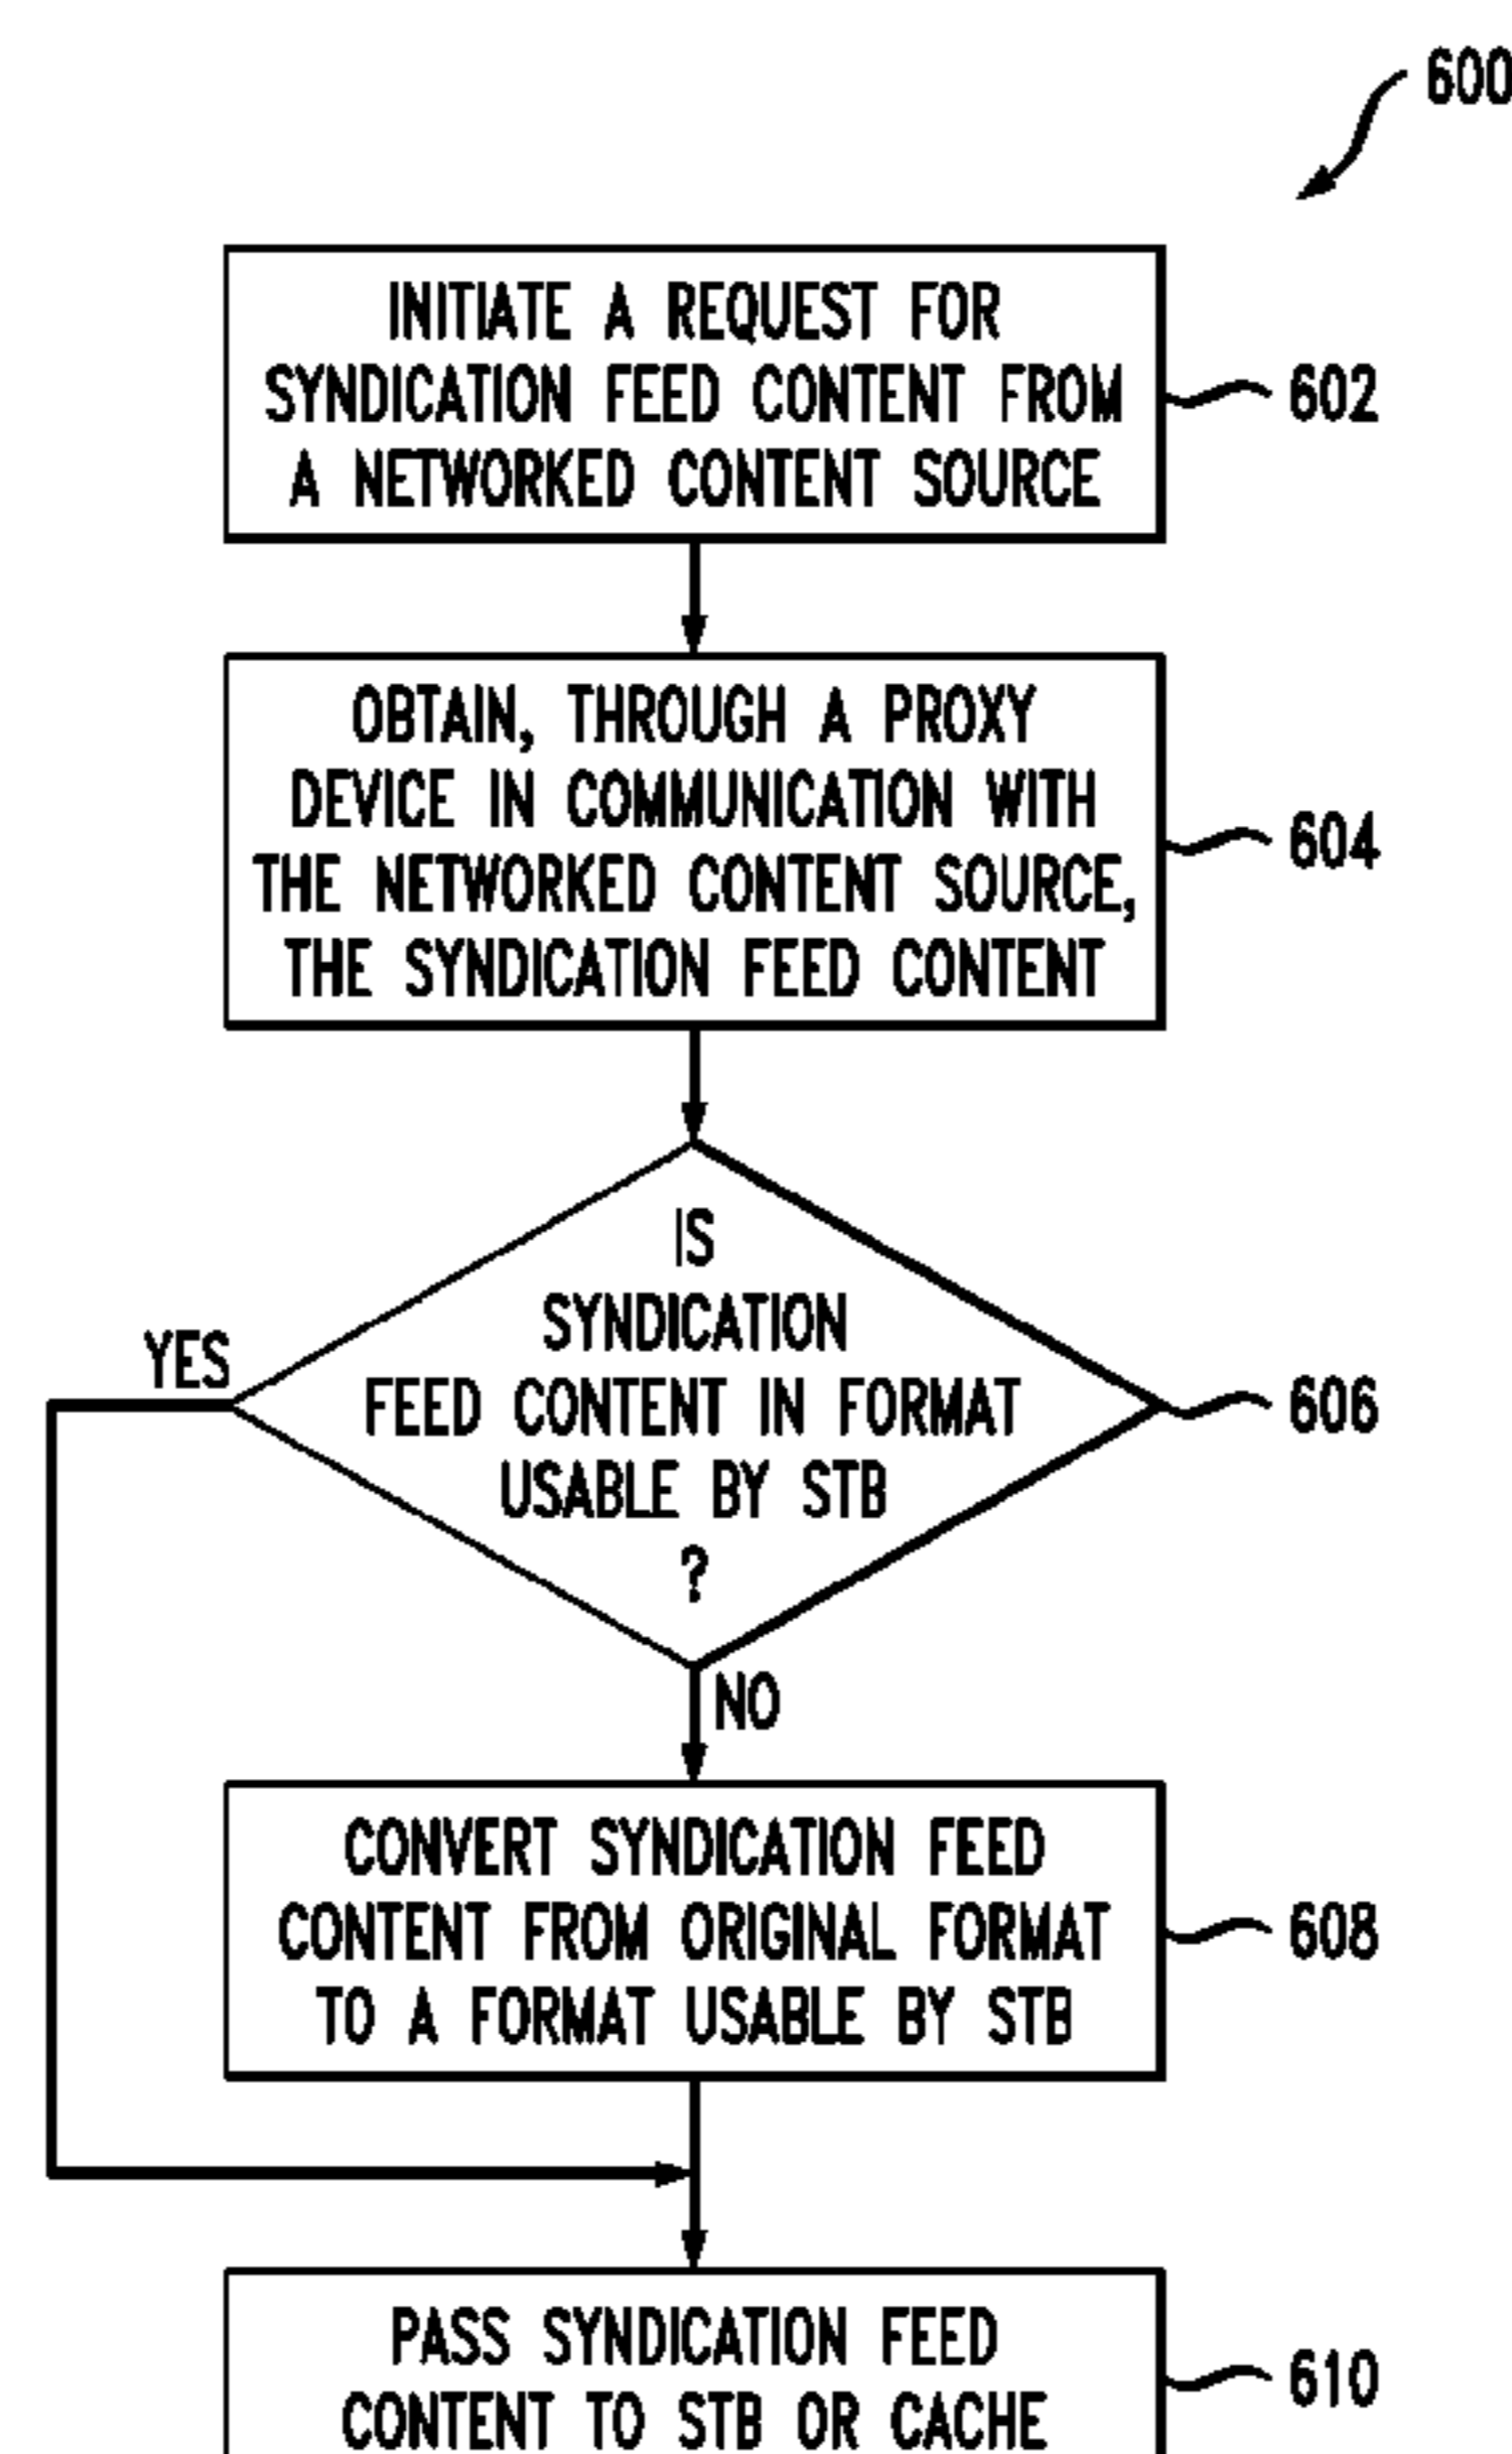 600
INITIATE A REQUEST FOR
SYNDICATION FEED CONTENT FROM
A NETWORKED CONTENT SOURCE
602
OBTAIN, THROUGH A PROXY
DEVICE IN COMMUNICATION WITH
THE NETWORKED CONTENT SOURCE,
THE SYNDICATION FEED CONTENT
604
IS
SYNDICATION
FEED CONTENT IN FORMAT
USABLE BY STB
?
606
YES
NO
CONVERT SYNDICATION FEED
CONTENT FROM ORIGINAL FORMAT
TO A FORMAT USABLE BY STB
608
PASS SYNDICATION FEED
CONTENT TO STB OR CACHE
610